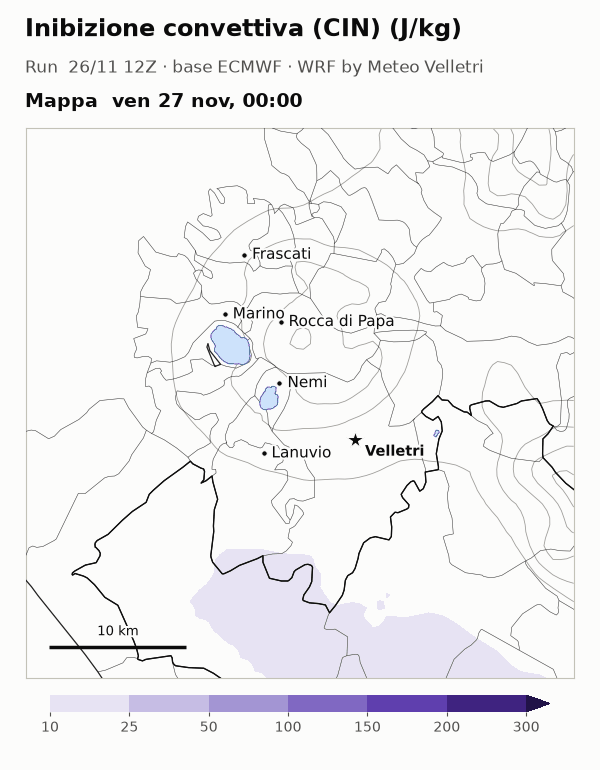 Inibizione convettiva (CIN) (J/kg)
Run 26/11 12Z · base ECMWF · WRF by Meteo Velletri
Mappa ven 27 nov, 00:00
Frascati
Marino
Rocca di Papa
Nemi
Velletri
Lanuvio
10 km
10 25 50 100 150 200 300